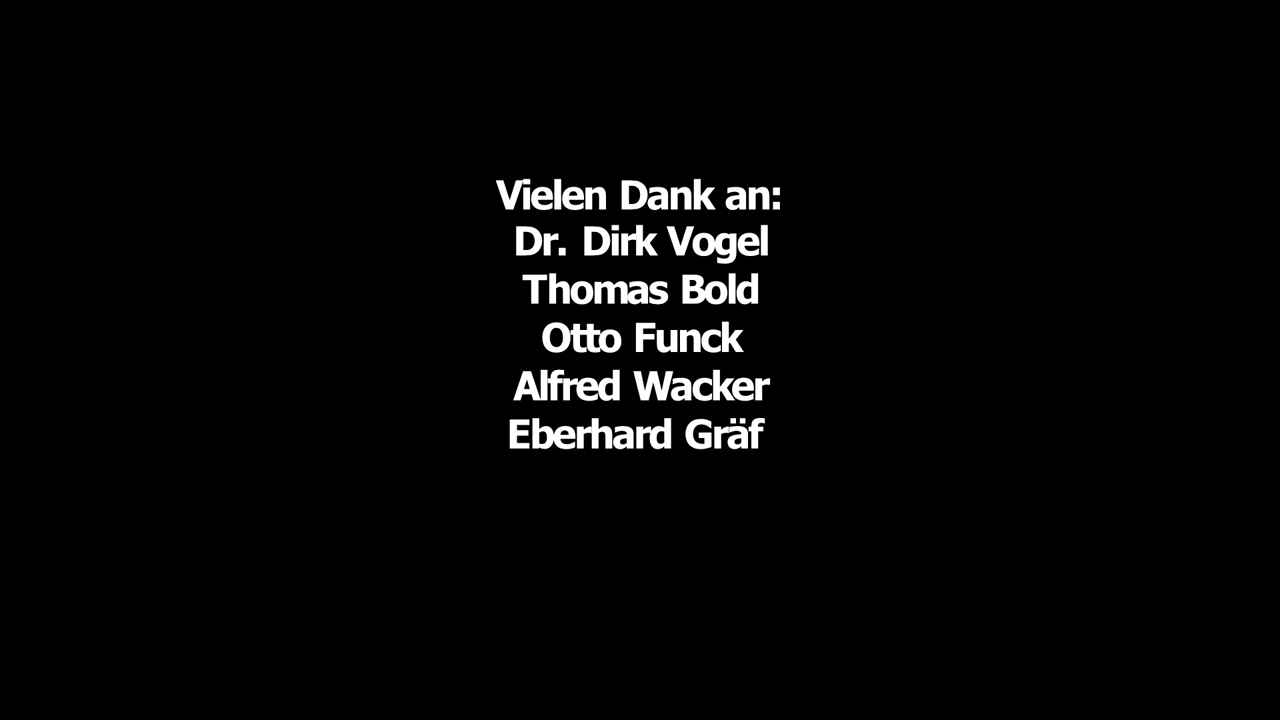 Vielen Dank an:
Dr. Dirk Vogel
Thomas Bold
Otto Funck
Alfred Wacker
Eberhard Gräf